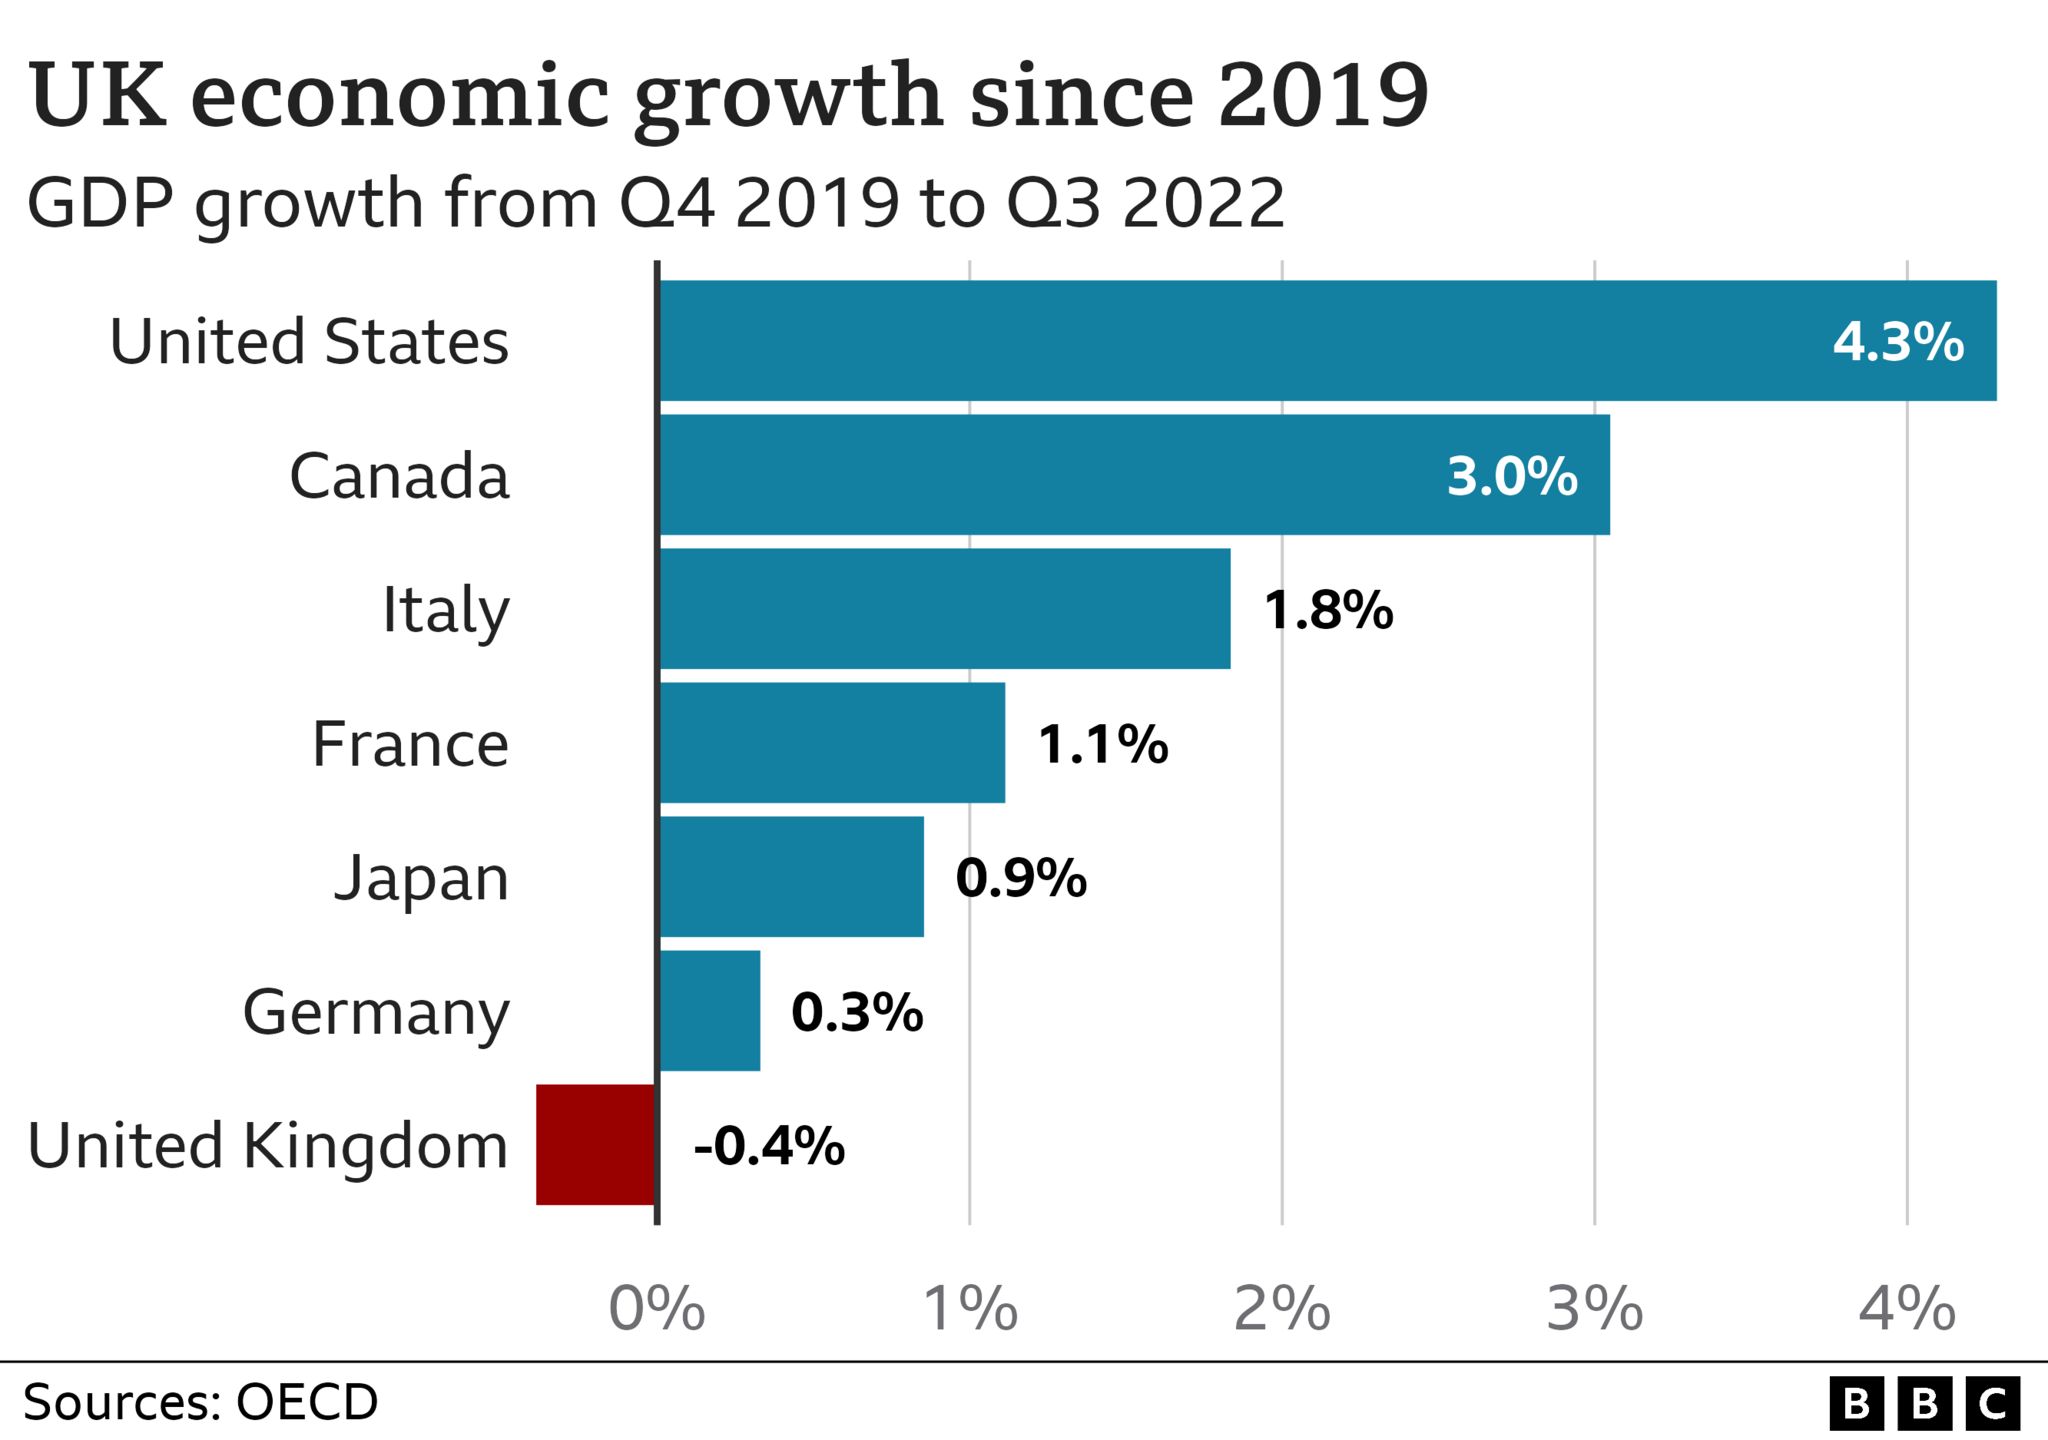 UK economic growth since 2019
GDP growth from Q4 2019 to Q3 2022
United States 4.3%
Canada 3.0%
Italy 1.8%
France 1.1%
Japan 0.9%
Germany 0.3%
United Kingdom -0.4%
0% 1% 2% 3% 4%
Sources: OECD BBC